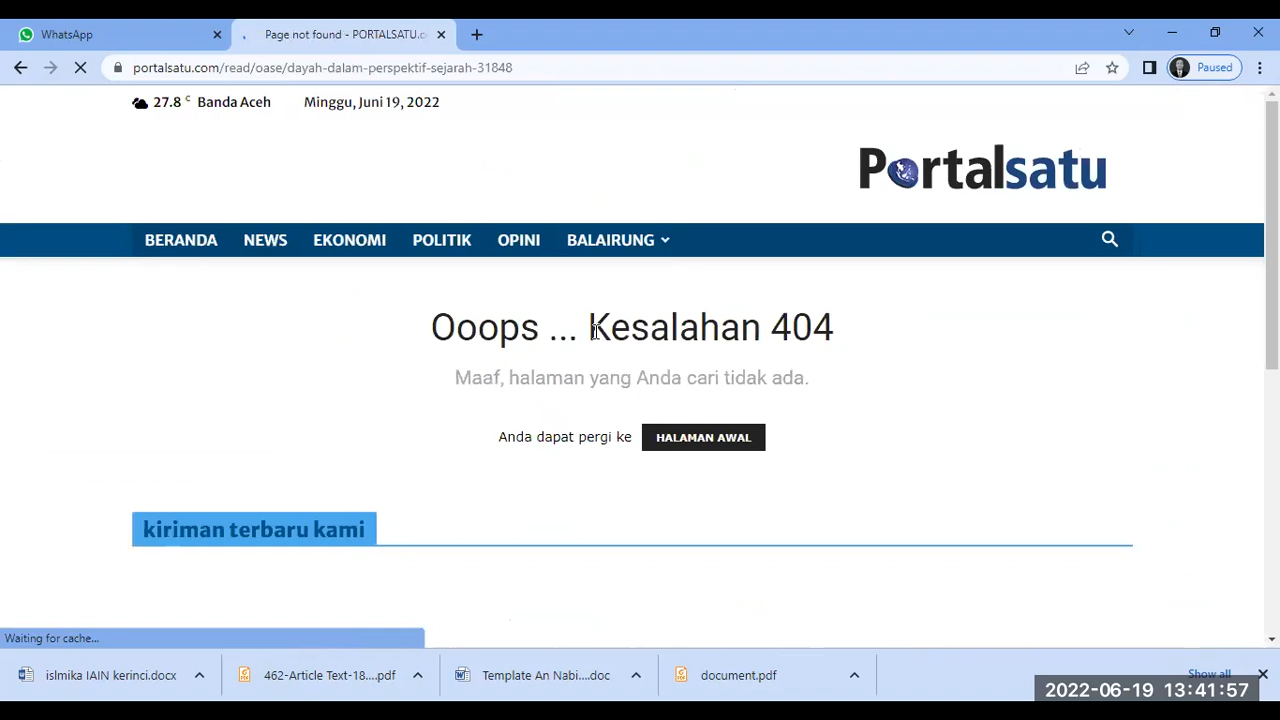 WhatsApp
Page not found - PORTALSATU.c
portalsatu.com/read/oase/dayah-dalam-perspektif-sejarah-31848
Paused
27.8 C Banda Aceh Minggu, Juni 19, 2022
Portalsatu
BERANDA NEWS EKONOMI POLITIK OPINI BALAIRUNG
Ooops ... Kesalahan 404
Maaf, halaman yang Anda cari tidak ada.
Anda dapat pergi ke HALAMAN AWAL
kiriman terbaru kami
Waiting for cache...
islmika IAIN kerinci.docx
462-Article Text-18....pdf
Template An Nabi....doc
document.pdf
Show all
2022-06-19 13:41:57